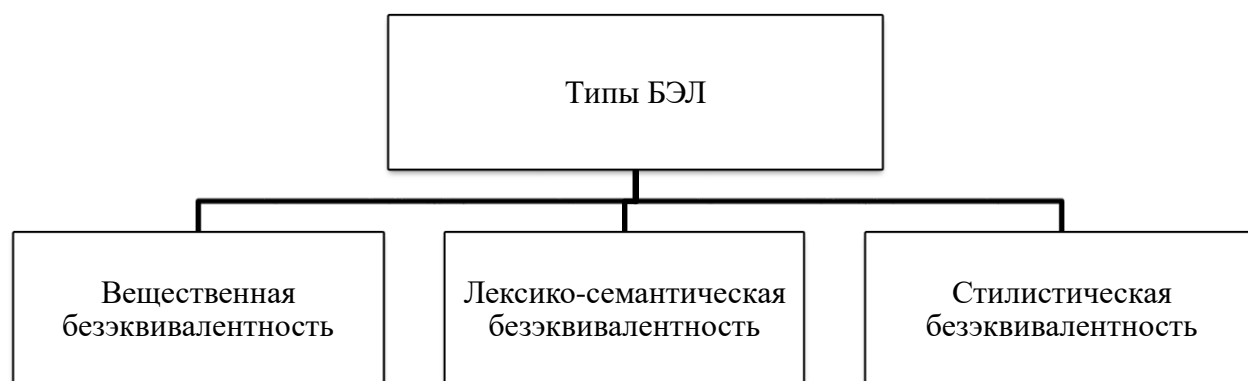 Типы БЭЛ
Вещественная
безэквивалентность
Лексико-семантическая
безэквивалентность
Стилистическая
безэквивалентность